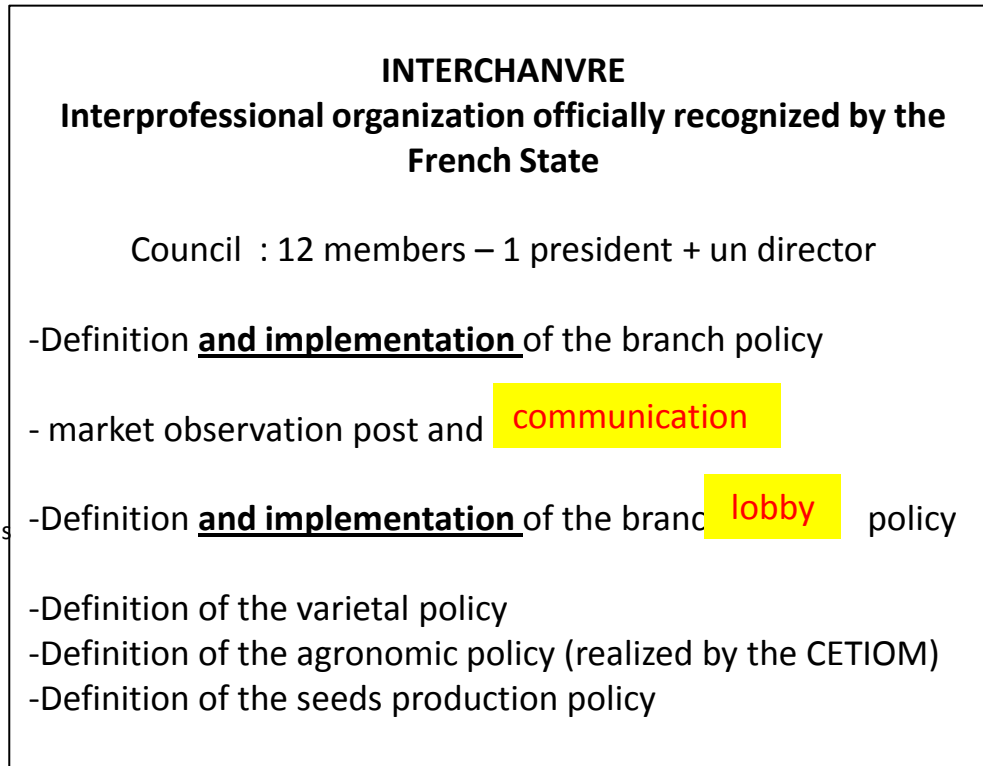 INTERCHANVRE
Interprofessional organization officially recognized by the
French State
Council : 12 members – 1 president + un director
-Definition and implementation of the branch policy
- market observation post and communication
s
-Definition and implementation of the branc lobby policy
-Definition of the varietal policy
-Definition of the agronomic policy (realized by the CETIOM)
-Definition of the seeds production policy